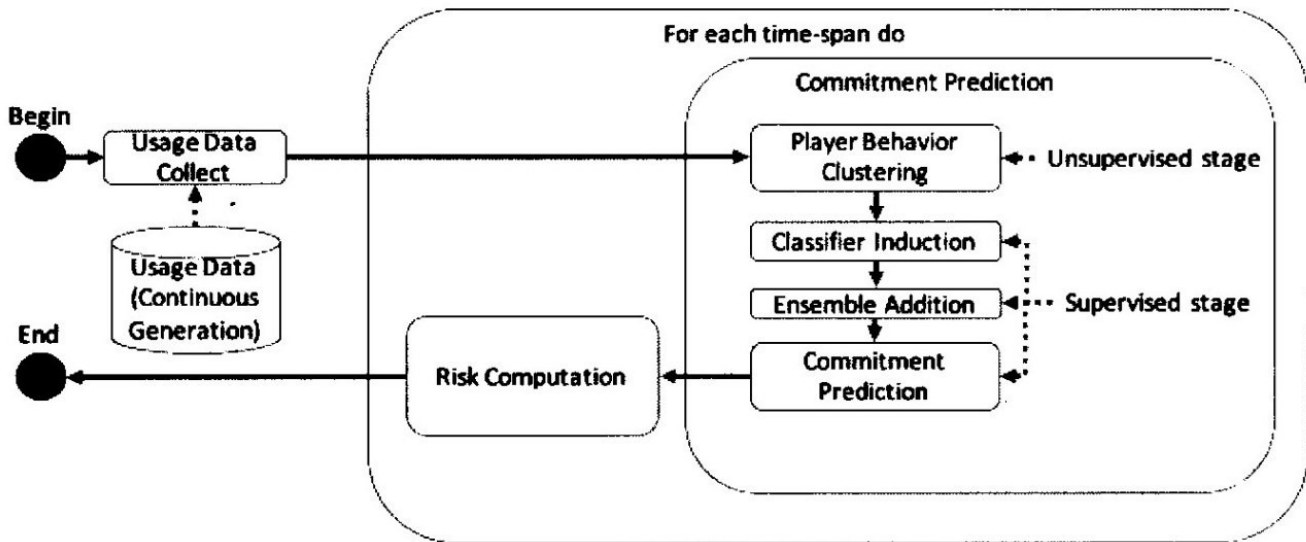 For each time-span do
Commitment Prediction
Begin
Usage Data
Collect
Player Behavior
Clustering
Unsupervised stage
Classifier Induction
Usage Data
(Continuous
Generation)
Ensemble Addition
Supervised stage
End
Risk Computation
Commitment
Prediction